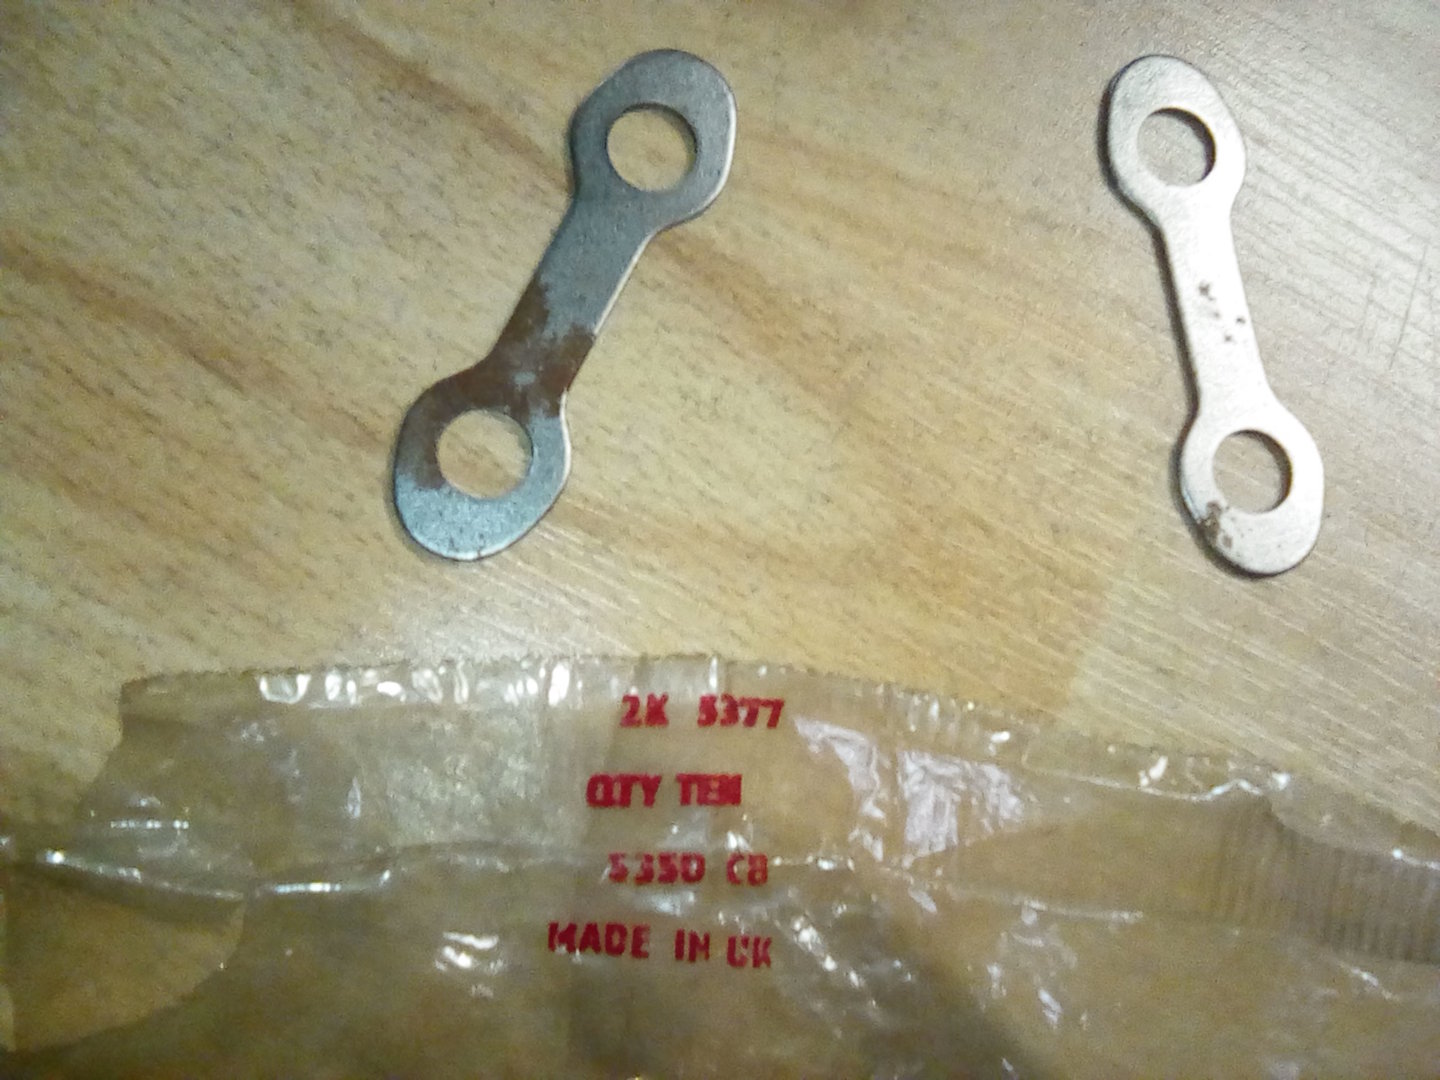 2K 5377
QTY TEN
5350 CB
MADE IN UK